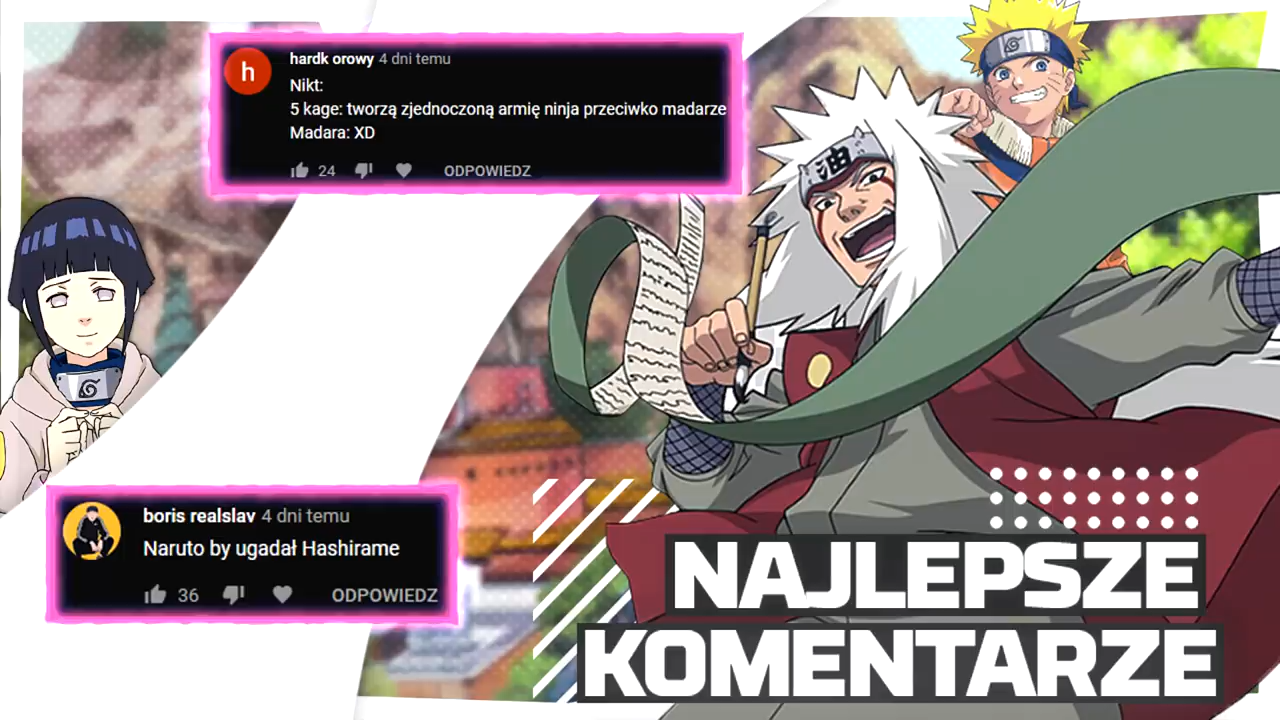 h
hardk orowy 4 dni temu
Nikt:
5 kage: tworzą zjednoczoną armię ninja przeciwko madarze
Madara: XD
24 ODPOWIEDZ
油
boris realslav 4 dni temu
Naruto by ugadał Hashirame
36 ODPOWIEDZ
NAJLEPSZE
KOMENTARZE